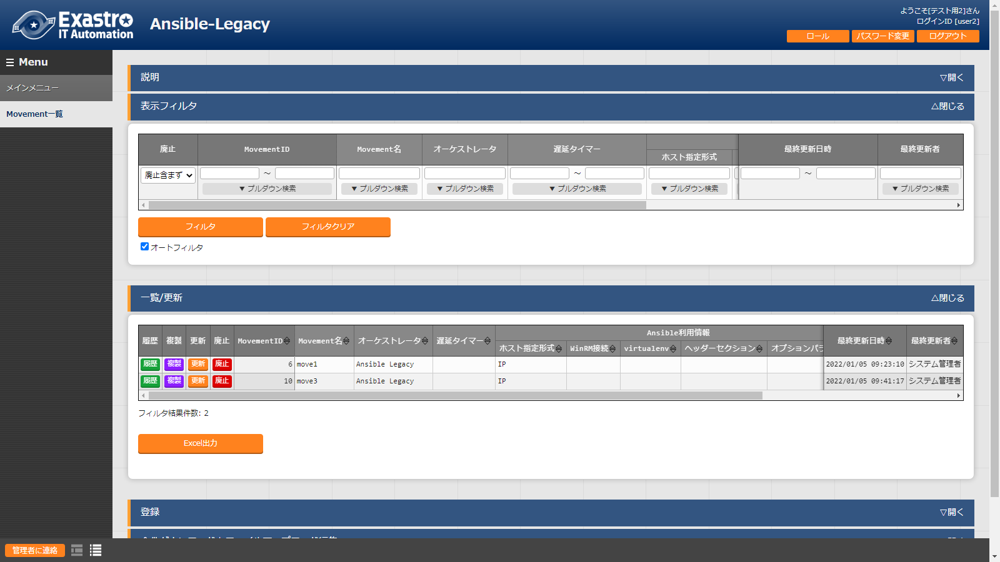 Exastro
IT Automation
Ansible-Legacy
ようこそ[テスト用2]さん
ログインID [user2]
ロール
パスワード変更
ログアウト
Menu
メインメニュー
Movement一覧
説明
▽開く
表示フィルタ
△閉じる
廃止
MovementID
Movement名
オーケストレータ
遅延タイマー
ホスト指定形式
最終更新日時
最終更新者
廃止含まず
～
～
～
▼ プルダウン検索
▼ プルダウン検索
▼ プルダウン検索
▼ プルダウン検索
▼ プルダウン検索
▼ プルダウン検索
フィルタ
フィルタクリア
オートフィルタ
一覧/更新
△閉じる
Ansible利用情報
履歴
複製
更新
廃止
MovementID
Movement名
オーケストレータ
遅延タイマー
ホスト指定形式
WinRM接続
virtualenv
ヘッダーセクション
オプションパラ
最終更新日時
最終更新者
履歴 複製 更新 廃止 6 move1 Ansible Legacy IP 2022/01/05 09:23:10 システム管理者
履歴 複製 更新 廃止 10 move3 Ansible Legacy IP 2022/01/05 09:41:17 システム管理者
フィルタ結果件数: 2
Excel出力
登録
▽開く
管理者に連絡